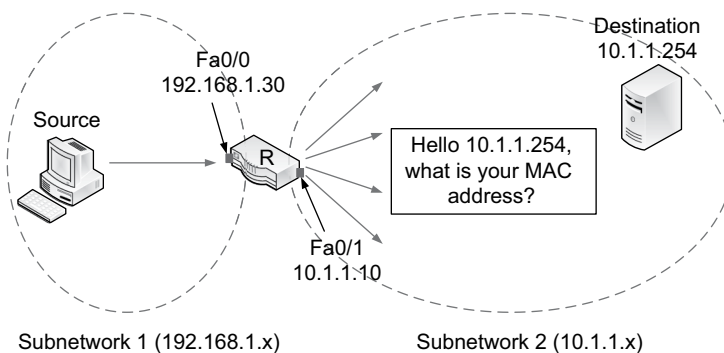 Destination
10.1.1.254
Fa0/0
192.168.1.30
Source
R
Hello 10.1.1.254,
what is your MAC
address?
Fa0/1
10.1.1.10
Subnetwork 1 (192.168.1.x)
Subnetwork 2 (10.1.1.x)